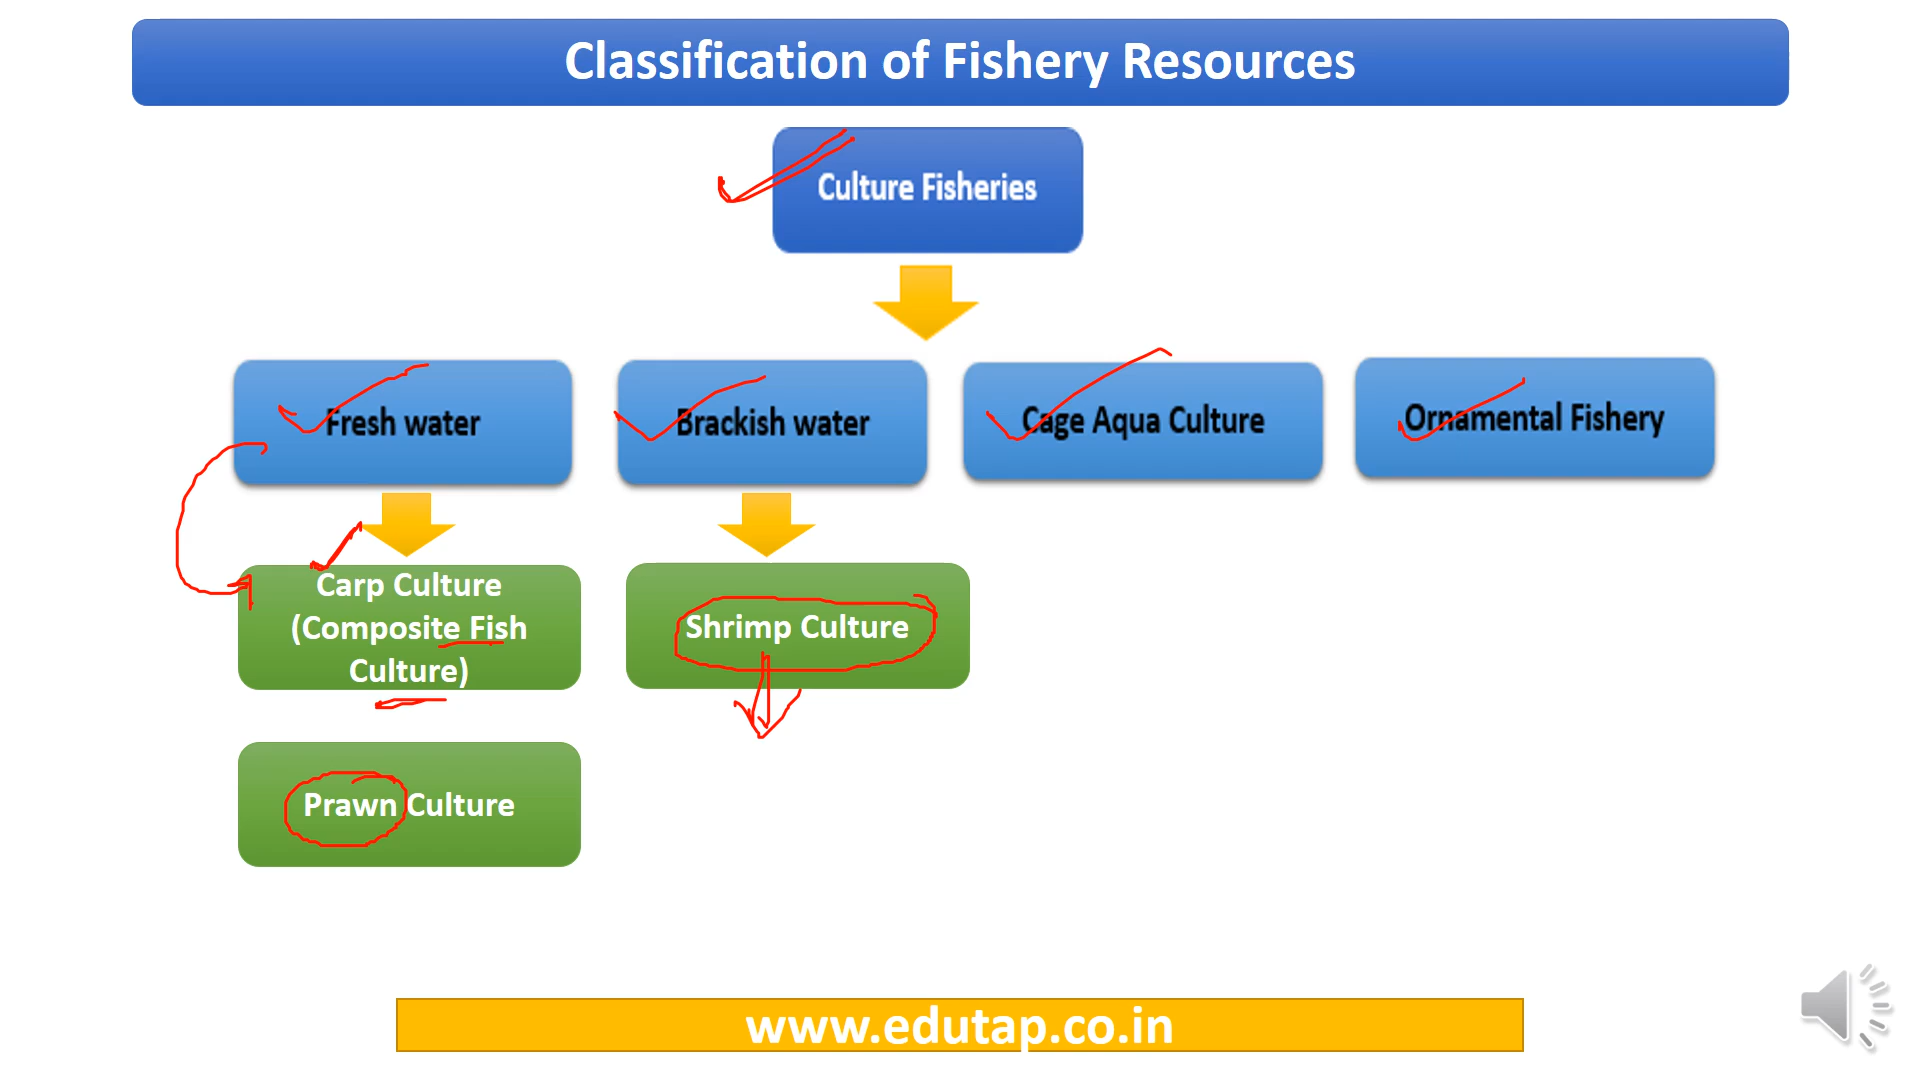 Classification of Fishery Resources
Culture Fisheries
Fresh water
Brackish water
Cage Aqua Culture
Ornamental Fishery
Carp Culture
(Composite Fish
Culture)
Shrimp Culture
Prawn Culture
www.edutap.co.in